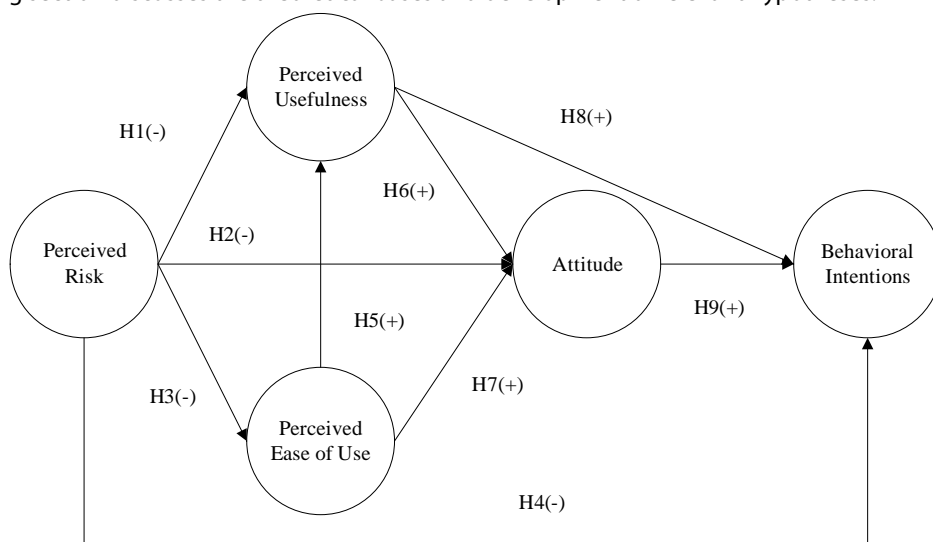 Perceived
Usefulness
H8(+)
H1(-)
H6(+)
H2(-)
Perceived
Risk
Attitude
Behavioral
Intentions
H5(+)
H9(+)
H3(-)
H7(+)
Perceived
Ease of Use
H4(-)